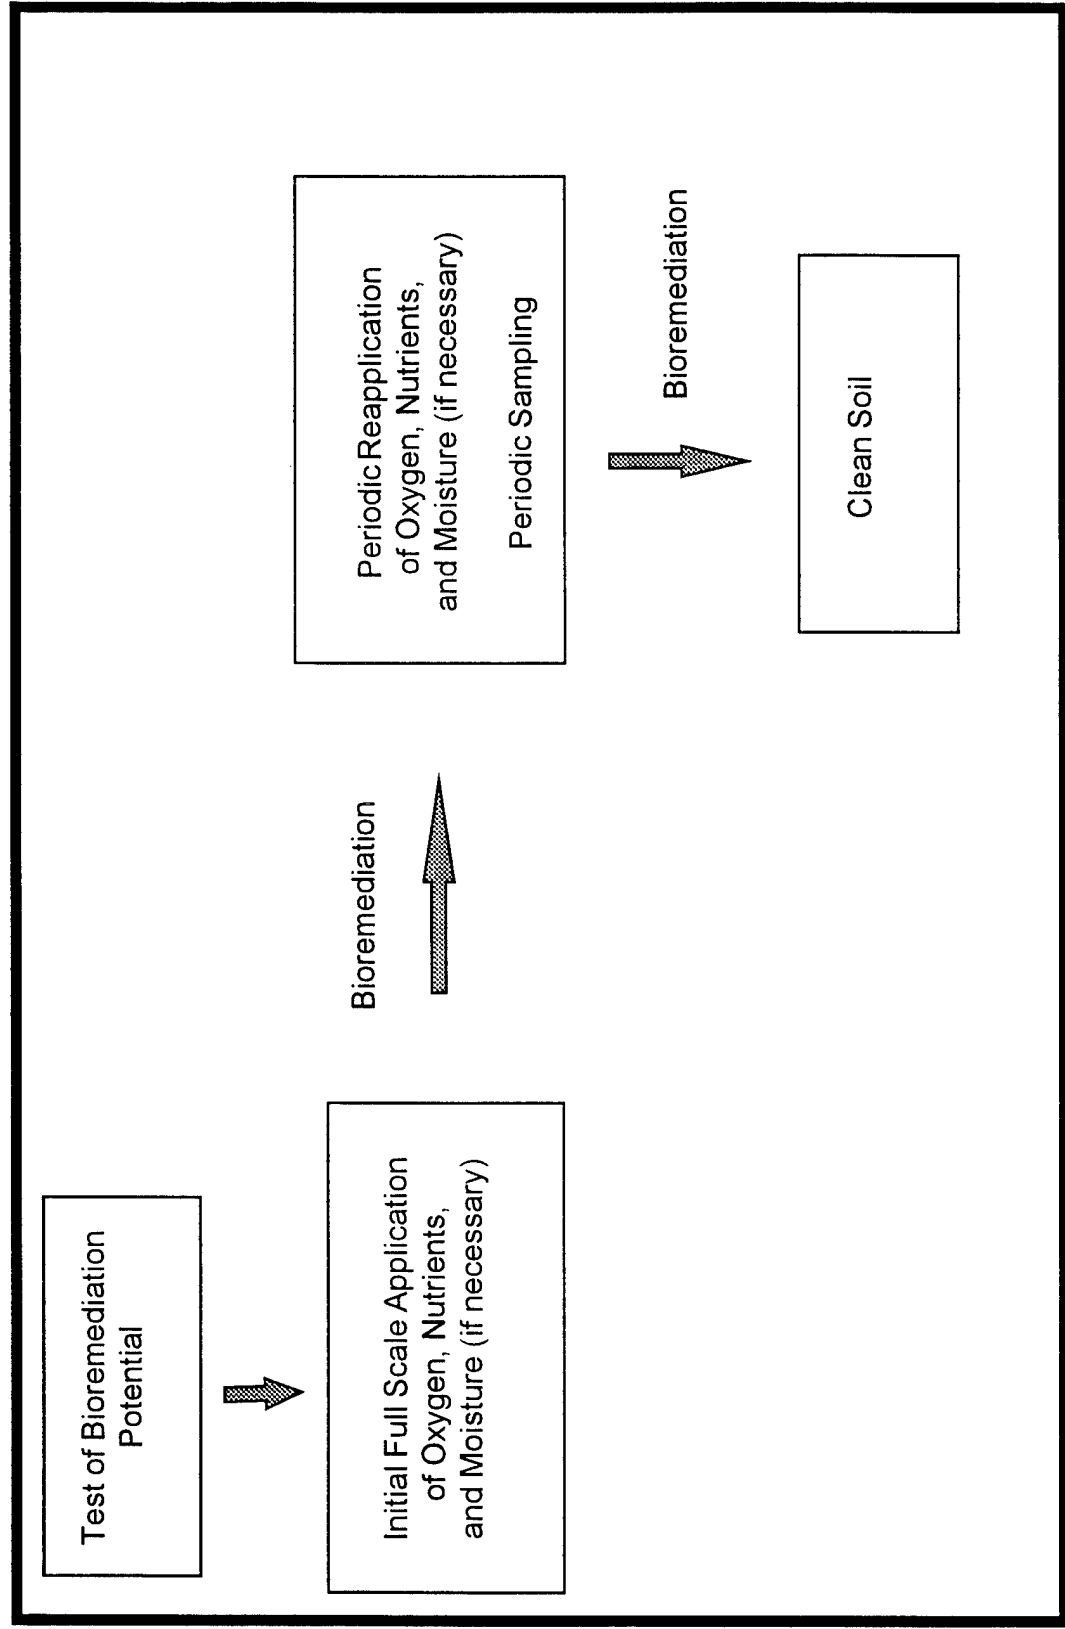 Test of Bioremediation
Potential
Initial Full Scale Application
of Oxygen, Nutrients,
and Moisture (if necessary)
Bioremediation
Periodic Reapplication
of Oxygen, Nutrients,
and Moisture (if necessary)
Periodic Sampling
Bioremediation
Clean Soil